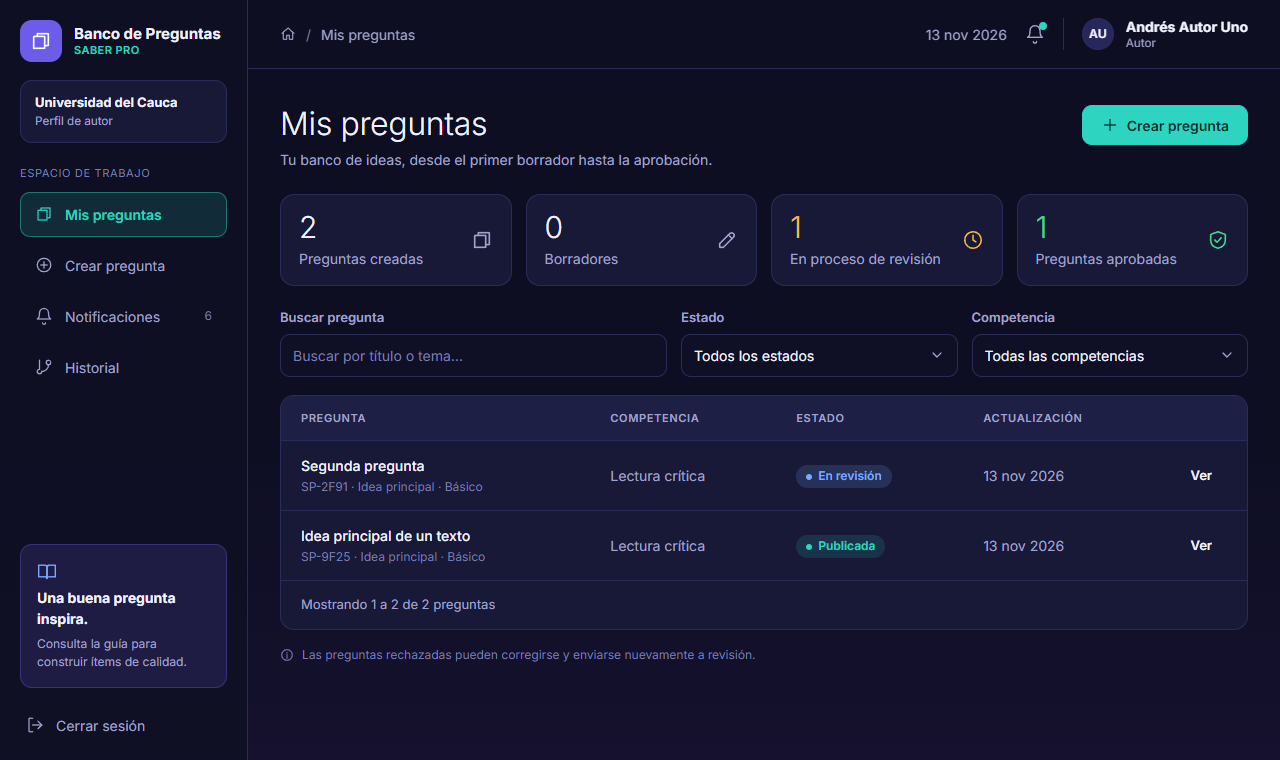 Banco de Preguntas
SABER PRO
Universidad del Cauca
Perfil de autor
ESPACIO DE TRABAJO
Mis preguntas
Crear pregunta
Notificaciones 6
Historial
Una buena pregunta
inspira.
Consulta la guía para
construir ítems de calidad.
Cerrar sesión
/ Mis preguntas
13 nov 2026
AU
Andrés Autor Uno
Autor
Mis preguntas
Tu banco de ideas, desde el primer borrador hasta la aprobación.
+ Crear pregunta
2
Preguntas creadas
0
Borradores
1
En proceso de revisión
1
Preguntas aprobadas
Buscar pregunta
Buscar por título o tema...
Estado
Todos los estados
Competencia
Todas las competencias
PREGUNTA COMPETENCIA ESTADO ACTUALIZACIÓN
Segunda pregunta
SP-2F91 · Idea principal · Básico
Lectura crítica
En revisión
13 nov 2026
Ver
Idea principal de un texto
SP-9F25 · Idea principal · Básico
Lectura crítica
Publicada
13 nov 2026
Ver
Mostrando 1 a 2 de 2 preguntas
Las preguntas rechazadas pueden corregirse y enviarse nuevamente a revisión.